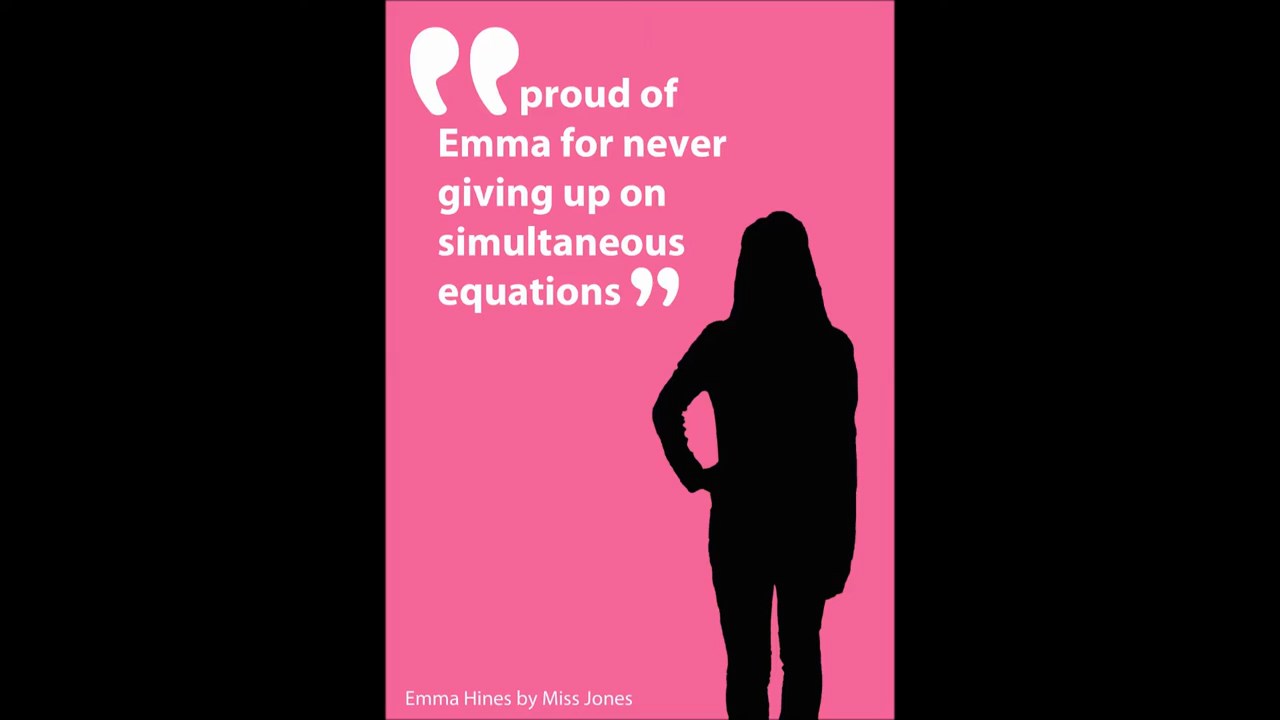 “proud of
Emma for never
giving up on
simultaneous
equations”
Emma Hines by Miss Jones